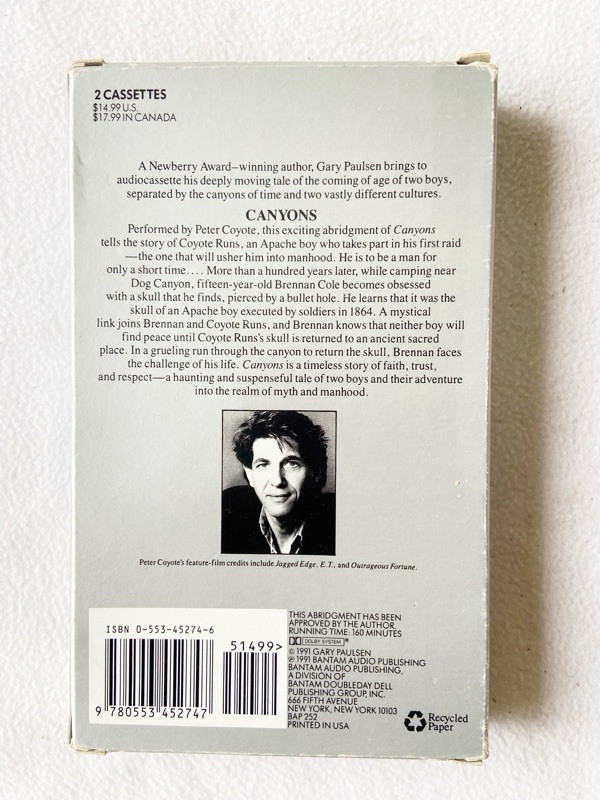 2 CASSETTES
$14.99 U.S.
$17.99 IN CANADA
A Newberry Award–winning author, Gary Paulsen brings to
audiocassette his deeply moving tale of the coming of age of two boys,
separated by the canyons of time and two vastly different cultures.
CANYONS
Performed by Peter Coyote, this exciting abridgment of Canyons
tells the story of Coyote Runs, an Apache boy who takes part in his first raid
—the one that will usher him into manhood. He is to be a man for
only a short time.... More than a hundred years later, while camping near
Dog Canyon, fifteen-year-old Brennan Cole becomes obsessed
with a skull that he finds, pierced by a bullet hole. He learns that it was the
skull of an Apache boy executed by soldiers in 1864. A mystical
link joins Brennan and Coyote Runs, and Brennan knows that neither boy will
find peace until Coyote Runs's skull is returned to an ancient sacred
place. In a grueling run through the canyon to return the skull, Brennan faces
the challenge of his life. Canyons is a timeless story of faith, trust,
and respect—a haunting and suspenseful tale of two boys and their adventure
into the realm of myth and manhood.
Peter Coyote's feature-film credits include Jagged Edge, E.T., and Outrageous Fortune.
ISBN 0-553-45274-6
51499>
9 780553 452747
THIS ABRIDGMENT HAS BEEN
APPROVED BY THE AUTHOR.
RUNNING TIME: 160 MINUTES
DOLBY SYSTEM®
© 1991 GARY PAULSEN
℗ 1991 BANTAM AUDIO PUBLISHING
BANTAM AUDIO PUBLISHING,
A DIVISION OF
BANTAM DOUBLEDAY DELL
PUBLISHING GROUP, INC.
666 FIFTH AVENUE
NEW YORK, NEW YORK 10103
BAP 252
PRINTED IN USA
Recycled
Paper